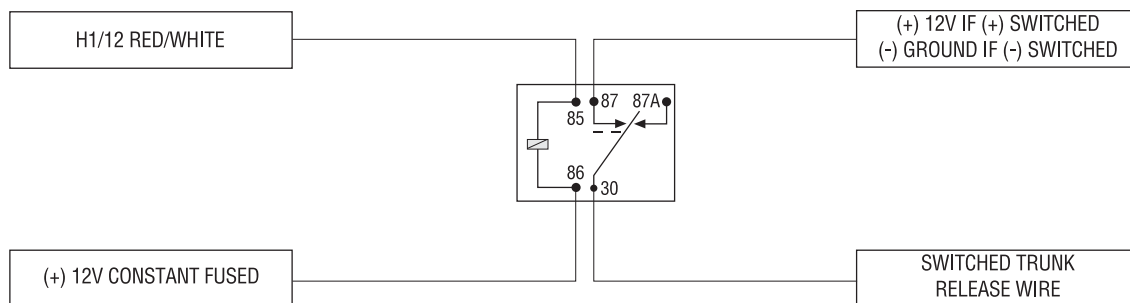 H1/12 RED/WHITE
(+) 12V IF (+) SWITCHED
(-) GROUND IF (-) SWITCHED
87 87A
85
86
30
(+) 12V CONSTANT FUSED
SWITCHED TRUNK
RELEASE WIRE